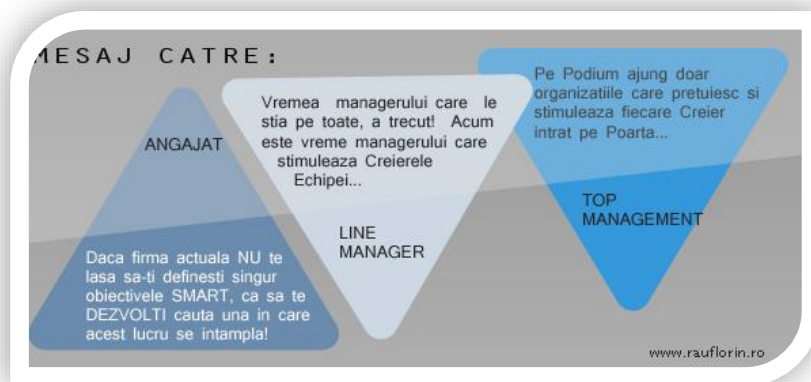 MESAJ CATRE:
ANGAJAT
Daca firma actuala NU te
lasa sa-ti definesti singur
obiectivele SMART, ca sa te
DEZVOLTI cauta una in care
acest lucru se intampla!
Vremea managerului care le
stia pe toate, a trecut! Acum
este vreme managerului care
stimuleaza Creierele
Echipei...
LINE
MANAGER
Pe Podium ajung doar
organizatiile care pretuiesc si
stimuleaza fiecare Creier
intrat pe Poarta...
TOP
MANAGEMENT
www.rauflorin.ro